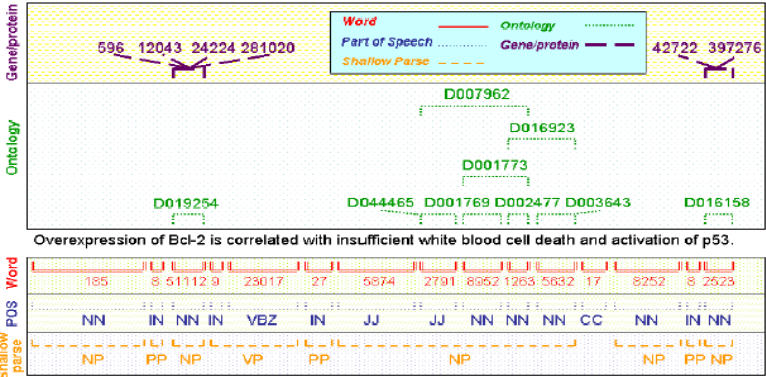 Word Ontology
Part of Speech Gene/protein
Shallow Parse
Gene/protein
596 12043 24224 281020 42722 397276
Ontology
D007962
D016923
D001773
D019254 D044465 D001769 D002477 D003643 D016158
Overexpression of Bcl-2 is correlated with insufficient white blood cell death and activation of p53.
Word
185 8 51112 9 23017 27 5874 2791 8952 1263 5632 17 8252 8 2523
POS
NN IN NN IN VBZ IN JJ JJ NN NN NN CC NN IN NN
Shallow
parse
NP PP NP VP PP NP NP PP NP